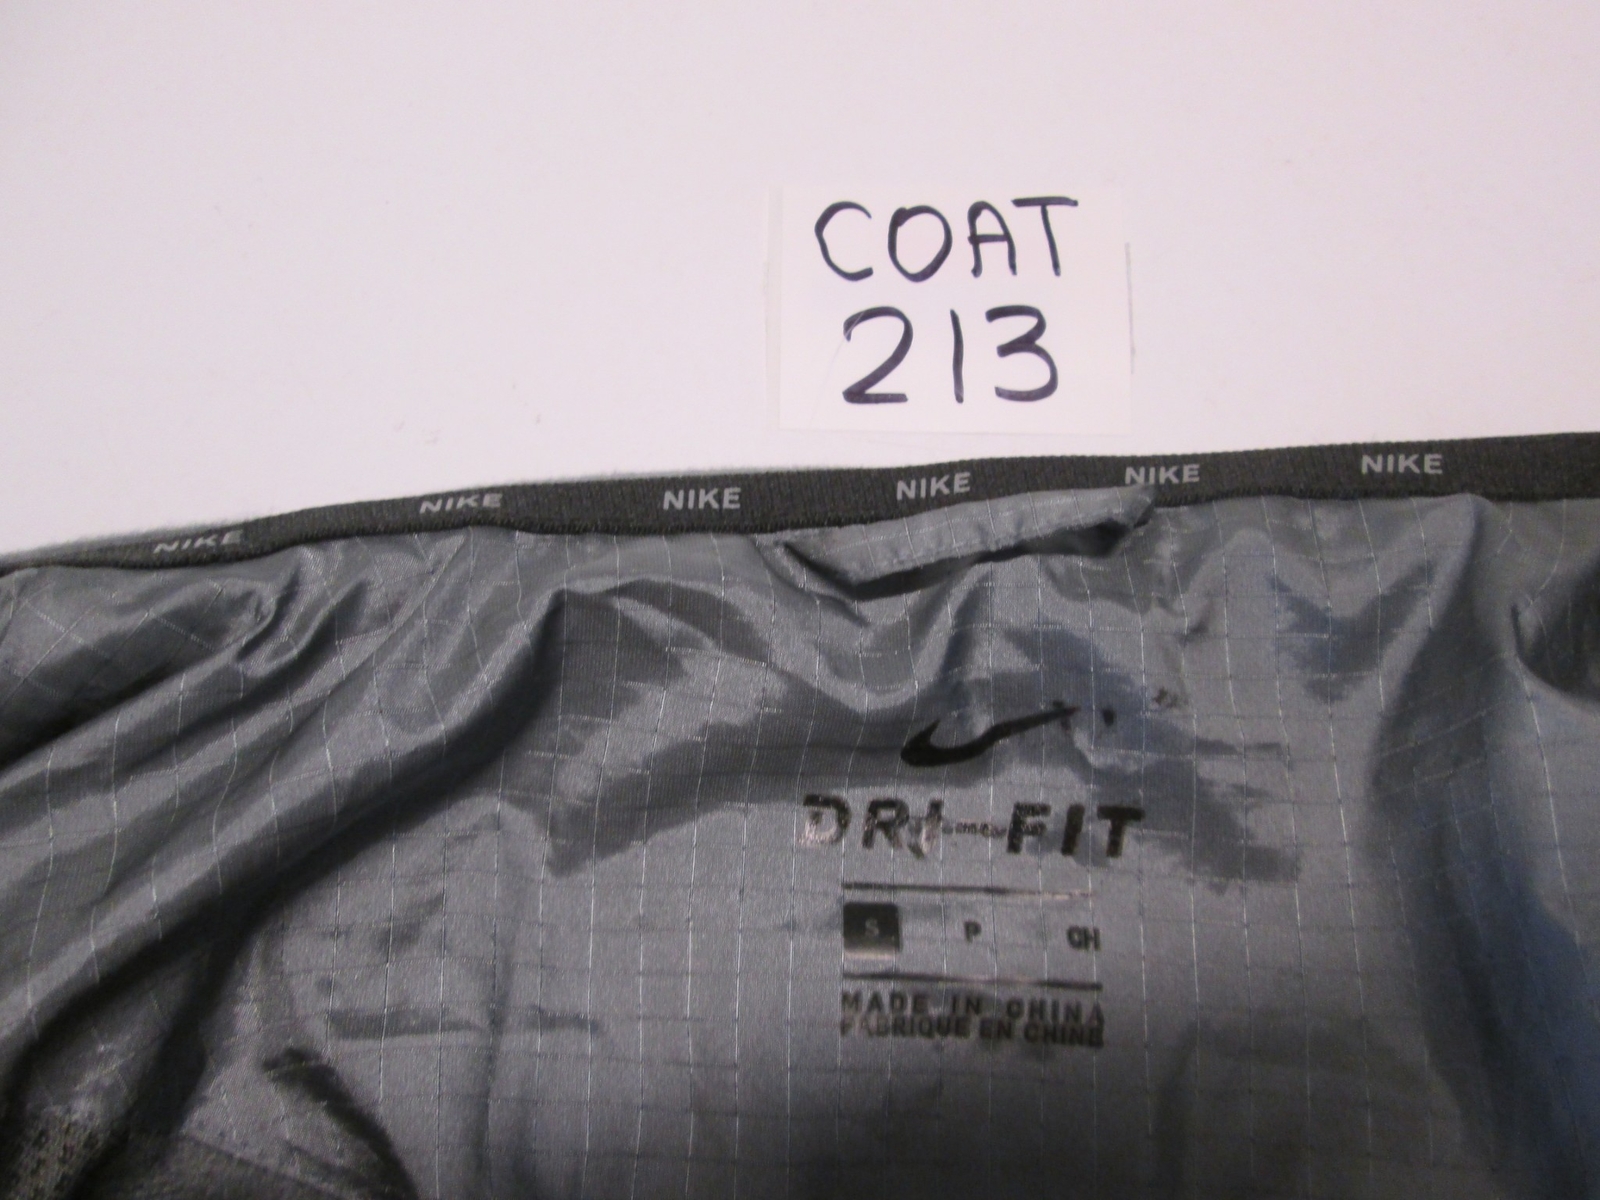 COAT
213
NIKE NIKE NIKE NIKE NIKE NIKE
DRI-FIT
S P CH
MADE IN CHINA
FABRIQUE EN CHINE